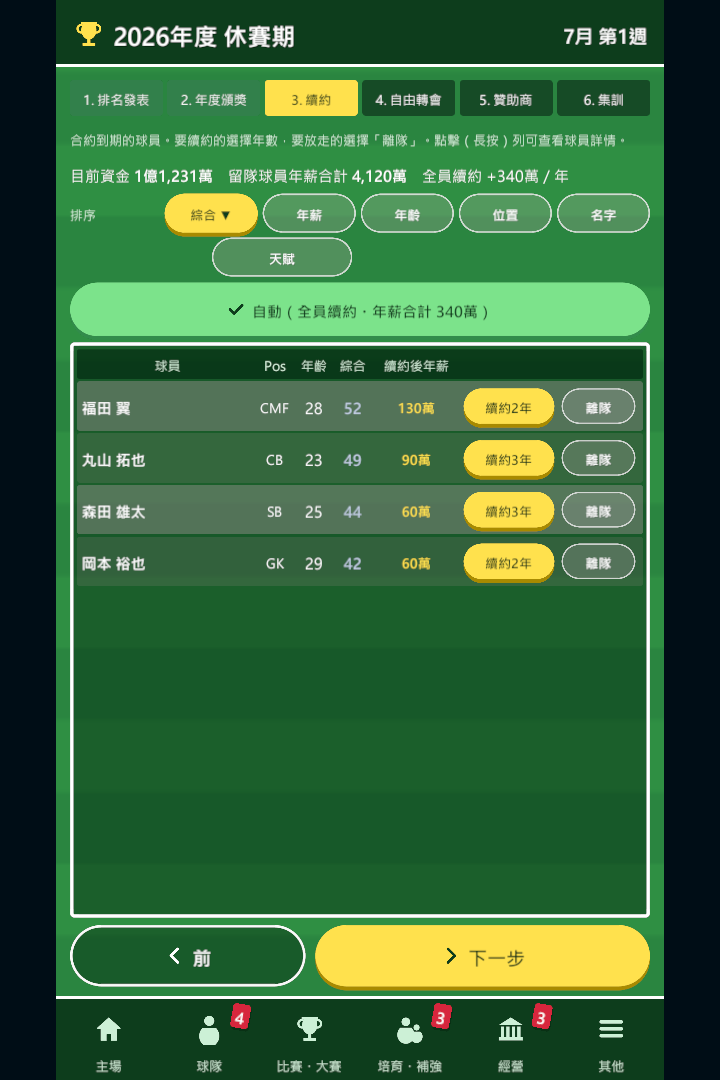 2026年度 休賽期
7月 第1週
1. 排名發表 2. 年度頒獎 3. 續約 4. 自由轉會 5. 贊助商 6. 集訓
合約到期的球員。要續約的選擇年數，要放走的選擇「離隊」。點擊（長按）列可查看球員詳情。
目前資金 1億1,231萬 留隊球員年薪合計 4,120萬 全員續約 +340萬 / 年
排序 綜合 ▼ 年薪 年齡 位置 名字
天賦
自動（全員續約・年薪合計 340萬）
球員 Pos 年齡 綜合 續約後年薪
福田 翼 CMF 28 52 130萬 續約2年 離隊
丸山 拓也 CB 23 49 90萬 續約3年 離隊
森田 雄太 SB 25 44 60萬 續約3年 離隊
岡本 裕也 GK 29 42 60萬 續約2年 離隊
前 下一步
4 3 3
主場 球隊 比賽・大賽 培育・補強 經營 其他